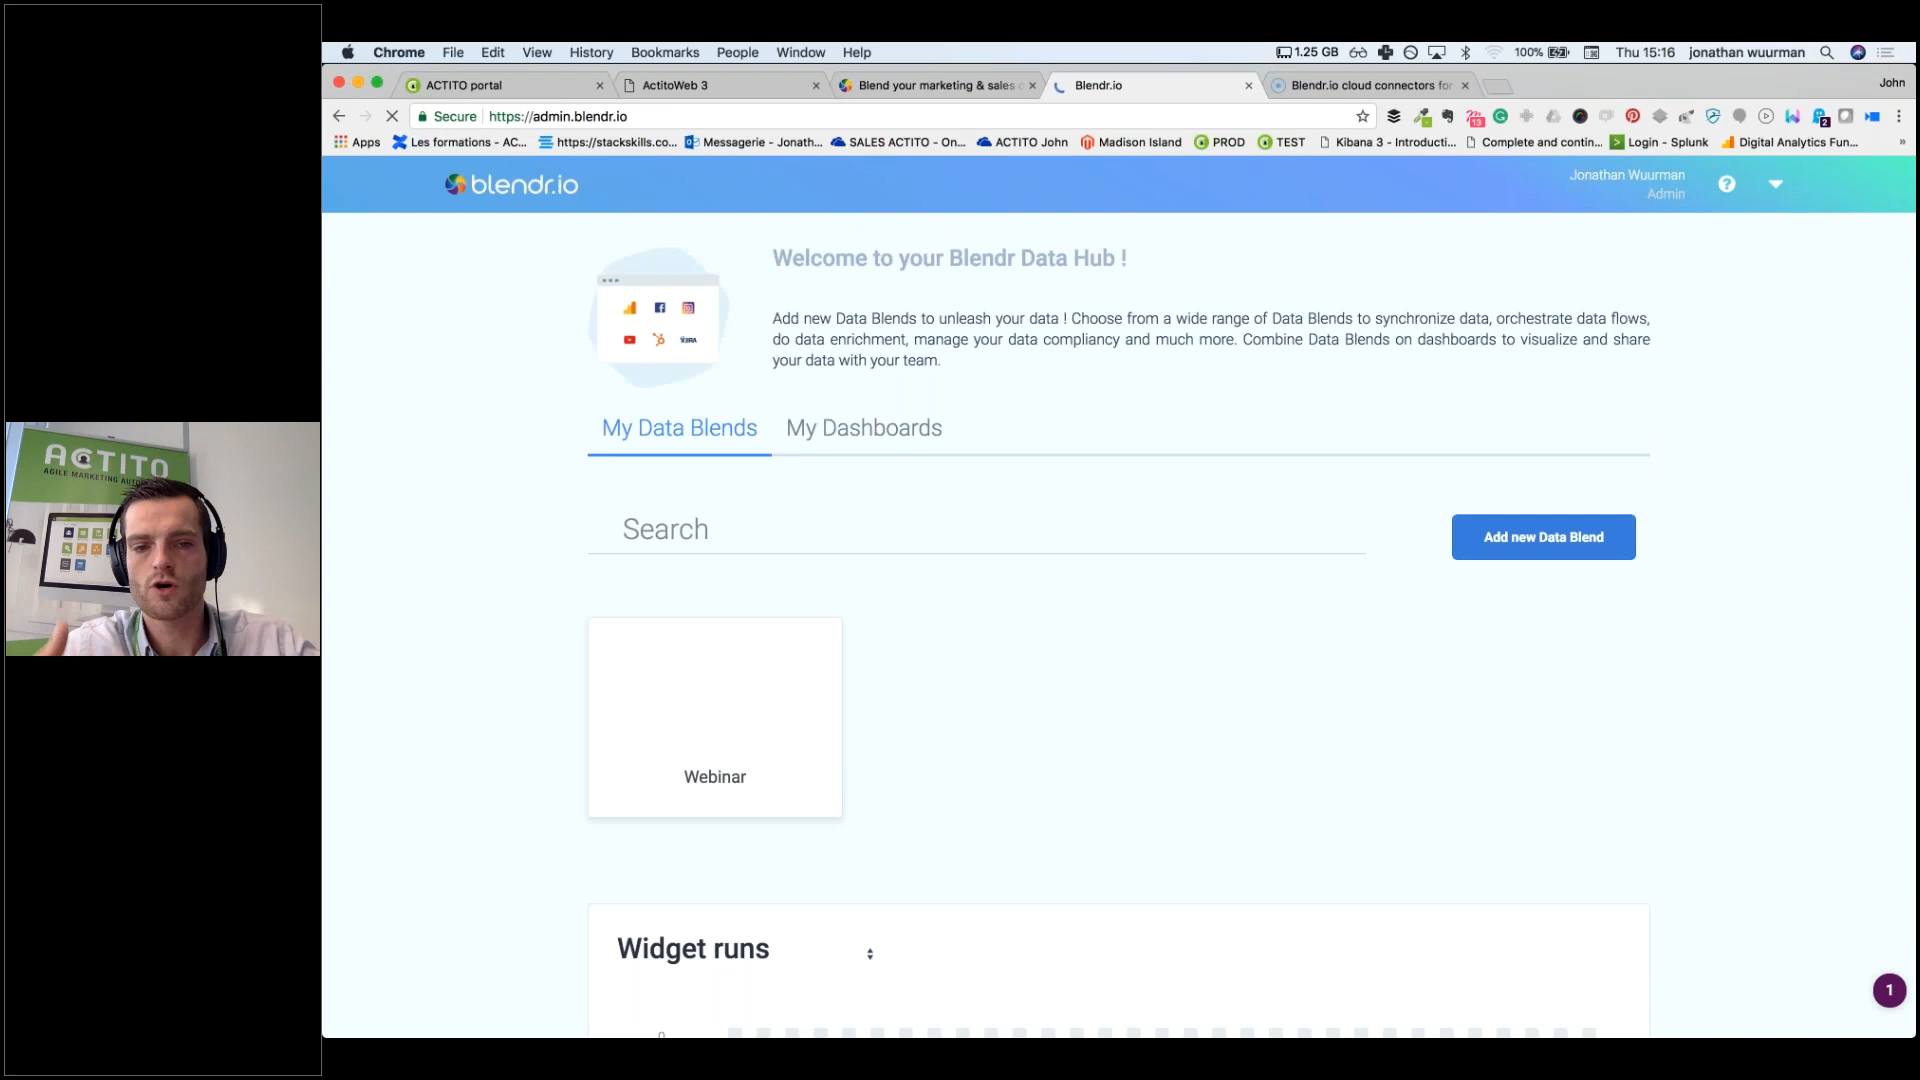 Chrome File Edit View History Bookmarks People Window Help 1.25 GB 100% Thu 15:16 jonathan wuurman
ACTITO portal ActitoWeb 3 Blend your marketing & sales Blendr.io Blendr.io cloud connectors for John
Secure https://admin.blendr.io 13 2
Apps Les formations - AC... https://stackskills.co... Messagerie - Jonath... SALES ACTITO - On... ACTITO John Madison Island PROD TEST Kibana 3 - Introducti... Complete and contin... Login - Splunk Digital Analytics Fun... »
blendr.io
Jonathan Wuurman
Admin
?
Welcome to your Blendr Data Hub !
Add new Data Blends to unleash your data ! Choose from a wide range of Data Blends to synchronize data, orchestrate data flows,
do data enrichment, manage your data compliancy and much more. Combine Data Blends on dashboards to visualize and share
your data with your team.
My Data Blends My Dashboards
Search
Add new Data Blend
Webinar
Widget runs
1
ACTITO
AGILE MARKETING